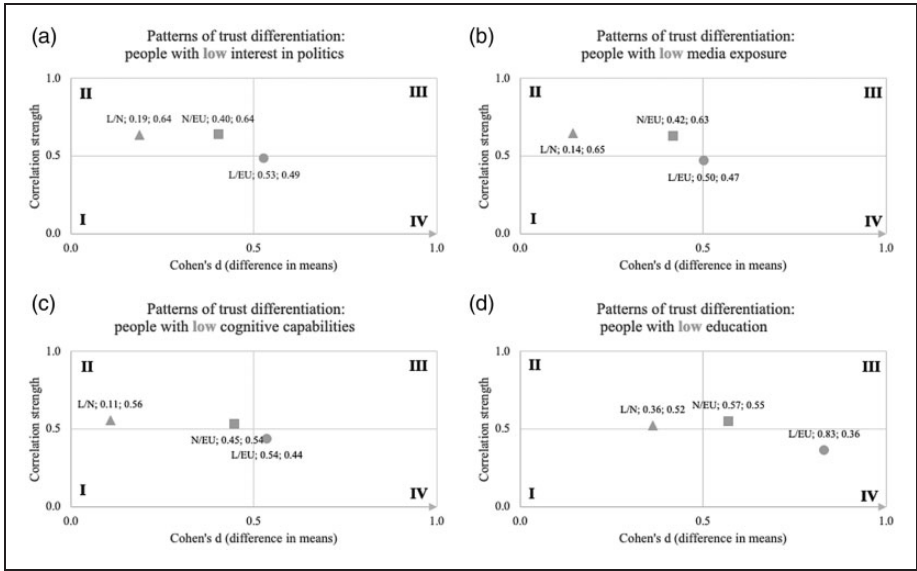 (a)
Patterns of trust differentiation:
people with low interest in politics
1.0
II
III
L/N; 0.19; 0.64
N/EU; 0.40; 0.64
Correlation strength
0.5
L/EU; 0.53; 0.49
I
IV
0.0
0.0
0.5
1.0
Cohen's d (difference in means)
(b)
Patterns of trust differentiation:
people with low media exposure
1.0
II
III
N/EU; 0.42; 0.63
Correlation strength
0.5
L/N; 0.14; 0.65
L/EU; 0.50; 0.47
I
IV
0.0
0.0
0.5
1.0
Cohen's d (difference in means)
(c)
Patterns of trust differentiation:
people with low cognitive capabilities
1.0
II
III
L/N; 0.11; 0.56
Correlation strength
0.5
N/EU; 0.45; 0.54
L/EU; 0.54; 0.44
I
IV
0.0
0.0
0.5
1.0
Cohen's d (difference in means)
(d)
Patterns of trust differentiation:
people with low education
1.0
II
III
L/N; 0.36; 0.52
N/EU; 0.57; 0.55
Correlation strength
0.5
L/EU; 0.83; 0.36
I
IV
0.0
0.0
0.5
1.0
Cohen's d (difference in means)